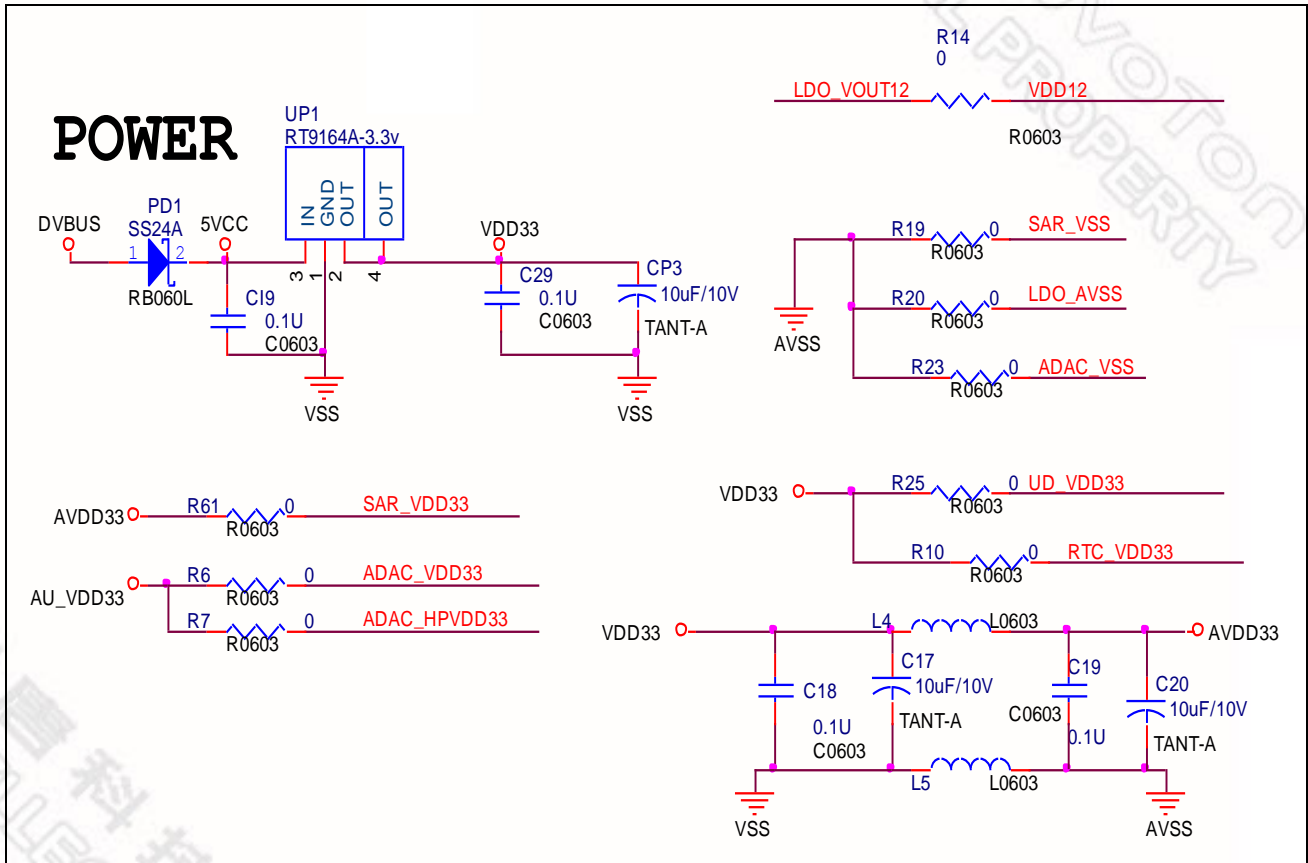 POWER
UP1
RT9164A-3.3v
IN
GND
OUT
OUT
3
1
2
4
DVBUS
PD1
SS24A
1
2
RB060L
5VCC
CI9
0.1U
C0603
VSS
VDD33
C29
0.1U
C0603
CP3
10uF/10V
TANT-A
VSS
R14
0
LDO_VOUT12
VDD12
R0603
R19
0
SAR_VSS
R0603
R20
0
LDO_AVSS
R0603
AVSS
R23
0
ADAC_VSS
R0603
AVDD33
R61
0
SAR_VDD33
R0603
AU_VDD33
R6
0
ADAC_VDD33
R0603
R7
0
ADAC_HPVDD33
R0603
VDD33
R25
0
UD_VDD33
R0603
R10
0
RTC_VDD33
R0603
VDD33
L4
L0603
AVDD33
C18
0.1U
C0603
C17
10uF/10V
TANT-A
C19
C0603
0.1U
C20
10uF/10V
TANT-A
L5
L0603
VSS
AVSS